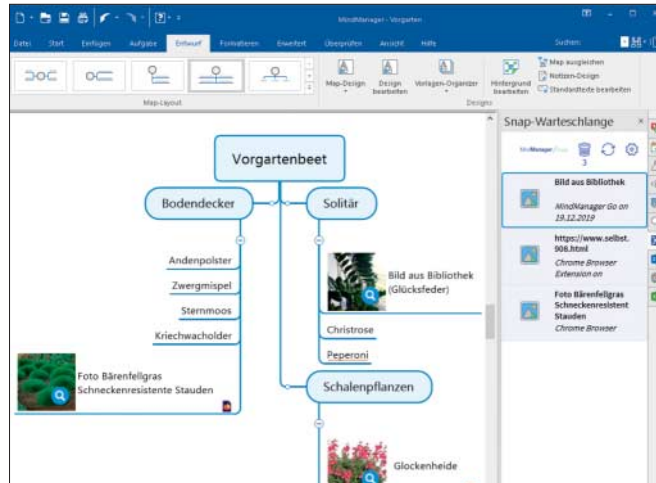 MindManager - Vorgarten
Datei Start Einfügen Aufgabe Entwurf Formatieren Erweitert Überprüfen Ansicht Hilfe
Suchen:
Map-Design
Design bearbeiten
Vorlagen-Organizer
Hintergrund bearbeiten
Map ausgleichen
Notizen-Design
Standardtexte bearbeiten
Map-Layout
Designs
Snap-Warteschlange
3
Bild aus Bibliothek
MindManager Go on
19.12.2019
https://www.selbst.
908.html
Chrome Browser
Extension on
Foto Bärenfellgras
Schneckenresistent
Stauden
Chrome Browser
Vorgartenbeet
Bodendecker
Solitär
Andenpolster
Zwergmispel
Sternmoos
Kriechwacholder
Foto Bärenfellgras
Schneckenresistente Stauden
Bild aus Bibliothek
(Glücksfeder)
Christrose
Peperoni
Schalenpflanzen
Glockenheide